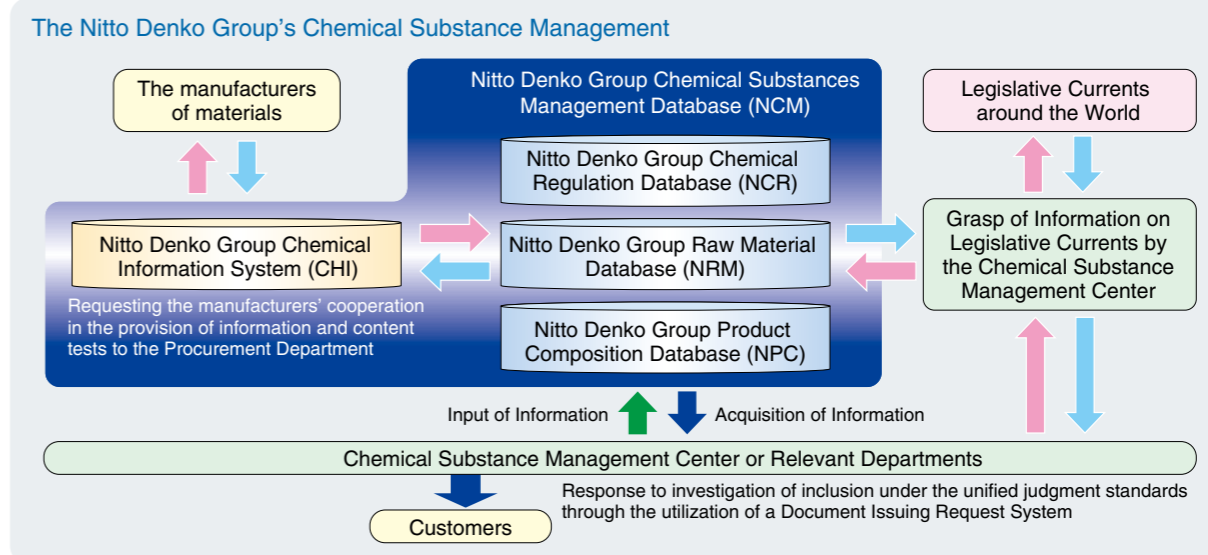 The Nitto Denko Group’s Chemical Substance Management
The manufacturers
of materials
Nitto Denko Group Chemical Substances
Management Database (NCM)
Legislative Currents
around the World
Nitto Denko Group Chemical
Regulation Database (NCR)
Nitto Denko Group Chemical
Information System (CHI)
Nitto Denko Group Raw Material
Database (NRM)
Grasp of Information on
Legislative Currents by
the Chemical Substance
Management Center
Requesting the manufacturers’ cooperation
in the provision of information and content
tests to the Procurement Department
Nitto Denko Group Product
Composition Database (NPC)
Input of Information
Acquisition of Information
Chemical Substance Management Center or Relevant Departments
Response to investigation of inclusion under the unified judgment standards
through the utilization of a Document Issuing Request System
Customers